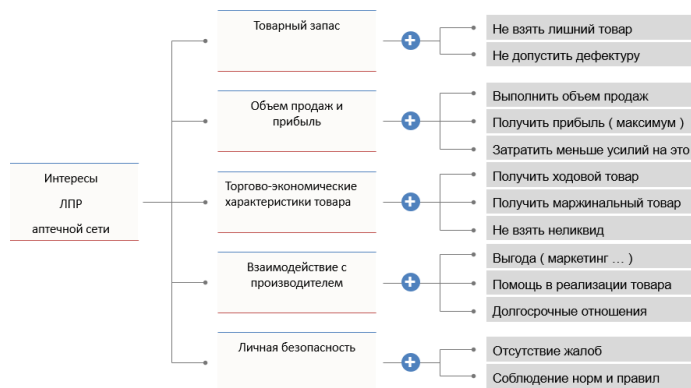 Интересы
ЛПР
аптечной сети
Товарный запас
Не взять лишний товар
Не допустить дефектуру
Объем продаж и
прибыль
Выполнить объем продаж
Получить прибыль ( максимум )
Затратить меньше усилий на это
Торгово-экономические
характеристики товара
Получить ходовой товар
Получить маржинальный товар
Не взять неликвид
Взаимодействие с
производителем
Выгода ( маркетинг ... )
Помощь в реализации товара
Долгосрочные отношения
Личная безопасность
Отсутствие жалоб
Соблюдение норм и правил